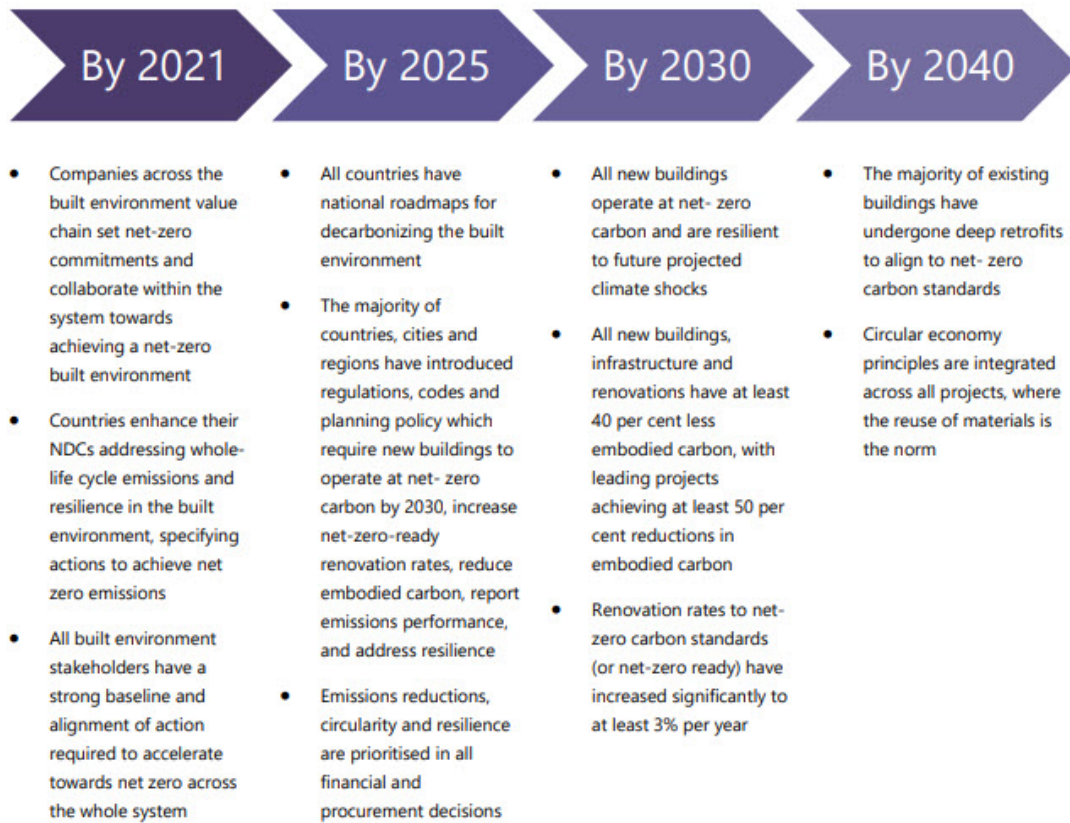 By 2021
By 2025
By 2030
By 2040
• Companies across the
built environment value
chain set net-zero
commitments and
collaborate within the
system towards
achieving a net-zero
built environment
• Countries enhance their
NDCs addressing whole-
life cycle emissions and
resilience in the built
environment, specifying
actions to achieve net
zero emissions
• All built environment
stakeholders have a
strong baseline and
alignment of action
required to accelerate
towards net zero across
the whole system
• All countries have
national roadmaps for
decarbonizing the built
environment
• The majority of
countries, cities and
regions have introduced
regulations, codes and
planning policy which
require new buildings to
operate at net- zero
carbon by 2030, increase
net-zero-ready
renovation rates, reduce
embodied carbon, report
emissions performance,
and address resilience
• Emissions reductions,
circularity and resilience
are prioritised in all
financial and
procurement decisions
• All new buildings
operate at net- zero
carbon and are resilient
to future projected
climate shocks
• All new buildings,
infrastructure and
renovations have at least
40 per cent less
embodied carbon, with
leading projects
achieving at least 50 per
cent reductions in
embodied carbon
• Renovation rates to net-
zero carbon standards
(or net-zero ready) have
increased significantly to
at least 3% per year
• The majority of existing
buildings have
undergone deep retrofits
to align to net- zero
carbon standards
• Circular economy
principles are integrated
across all projects, where
the reuse of materials is
the norm